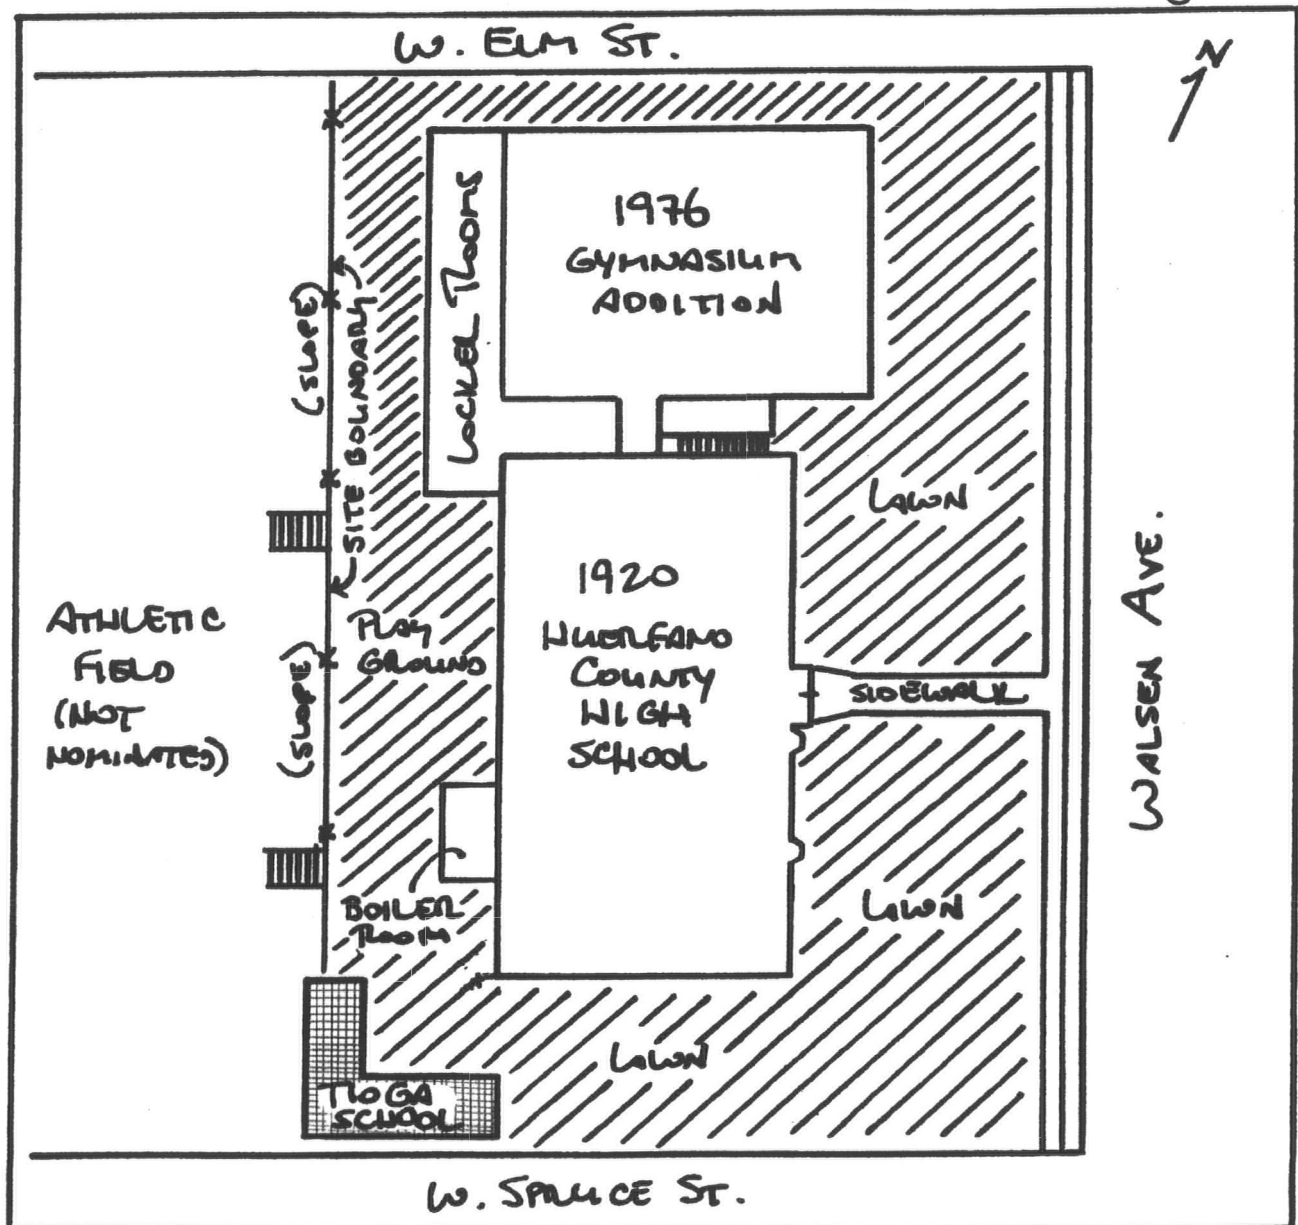 W. ELM ST.
N
1976
GYMNASIUM
ADDITION
LOCKER ROOMS
(SLOPE)
SITE BOUNDARY
LAWN
1920
HUERFANO
COUNTY
HIGH
SCHOOL
ATHLETIC
FIELD
(NOT
NOMINATED)
PLAY
GROUND
(SLOPE)
SIDEWALK
WALSEN AVE.
BOILER
ROOM
LAWN
LAWN
TIOGA
SCHOOL
W. SPRUCE ST.